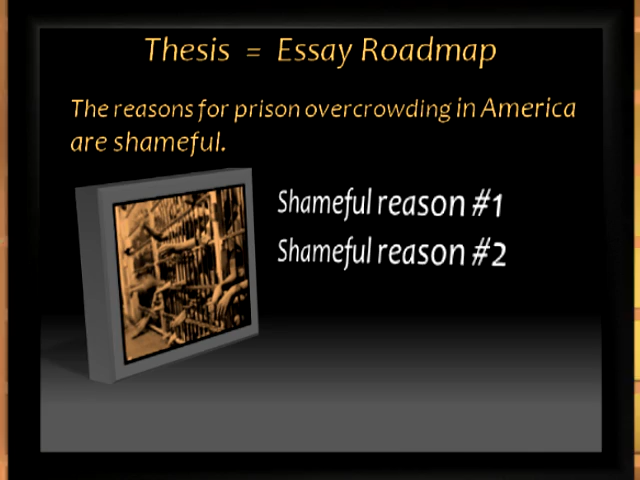 Thesis = Essay Roadmap
The reasons for prison overcrowding in America
are shameful.
Shameful reason #1
Shameful reason #2